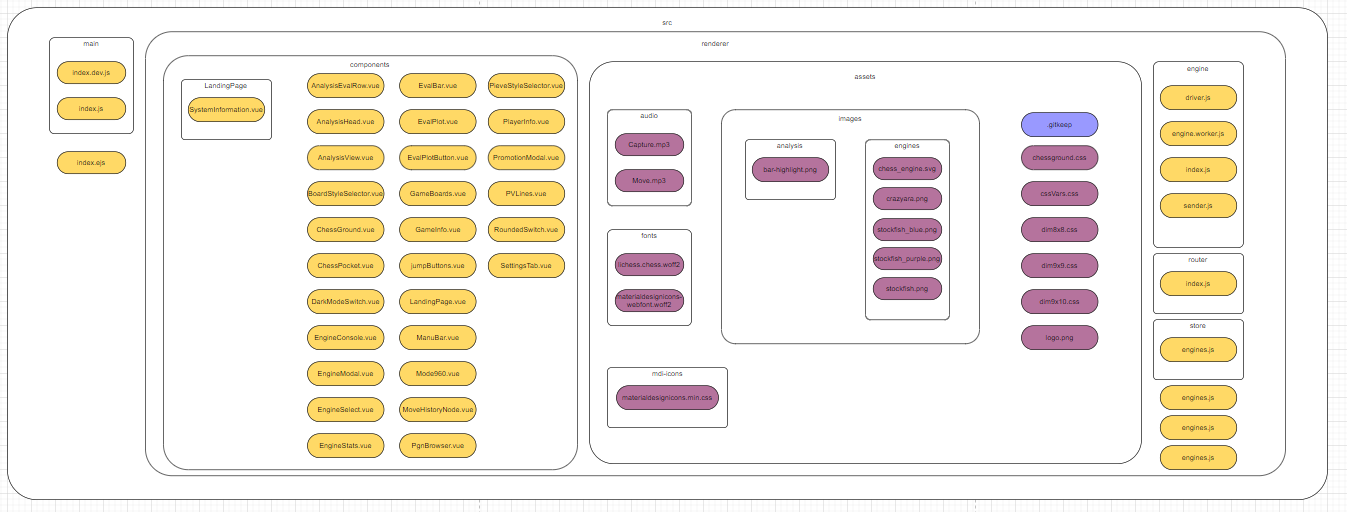 src
main
index.dev.js
index.js
index.ejs
renderer
components
LandingPage
SystemInformation.vue
AnalysisEvalRow.vue
AnalysisHead.vue
AnalysisView.vue
BoardStyleSelector.vue
ChessGround.vue
ChessPocket.vue
DarkModeSwitch.vue
EngineConsole.vue
EngineModal.vue
EngineSelect.vue
EngineStats.vue
EvalBar.vue
EvalPlot.vue
EvalPlotButton.vue
GameBoards.vue
GameInfo.vue
jumpButtons.vue
LandingPage.vue
ManuBar.vue
Mode960.vue
MoveHistoryNode.vue
PgnBrowser.vue
PieveStyleSelector.vue
PlayerInfo.vue
PromotionModal.vue
PVLines.vue
RoundedSwitch.vue
SettingsTab.vue
assets
audio
Capture.mp3
Move.mp3
fonts
lichess.chess.woff2
materialdesignicons-
webfont.woff2
mdi-icons
materialdesignicons.min.css
images
analysis
bar-highlight.png
engines
chess_engine.svg
crazyara.png
stockfish_blue.png
stockfish_purple.png
stockfish.png
.gitkeep
chessground.css
cssVars.css
dim8x8.css
dim9x9.css
dim9x10.css
logo.png
engine
driver.js
engine.worker.js
index.js
sender.js
router
index.js
store
engines.js
engines.js
engines.js
engines.js